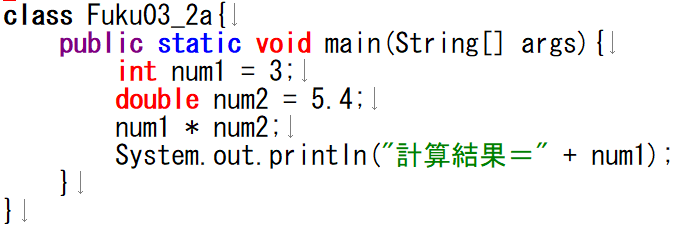 class Fuku03_2a{↓
    public static void main(String[] args){↓
        int num1 = 3;↓
        double num2 = 5.4;↓
        num1 * num2;↓
        System.out.println("計算結果＝" + num1);
    }↓
}↓